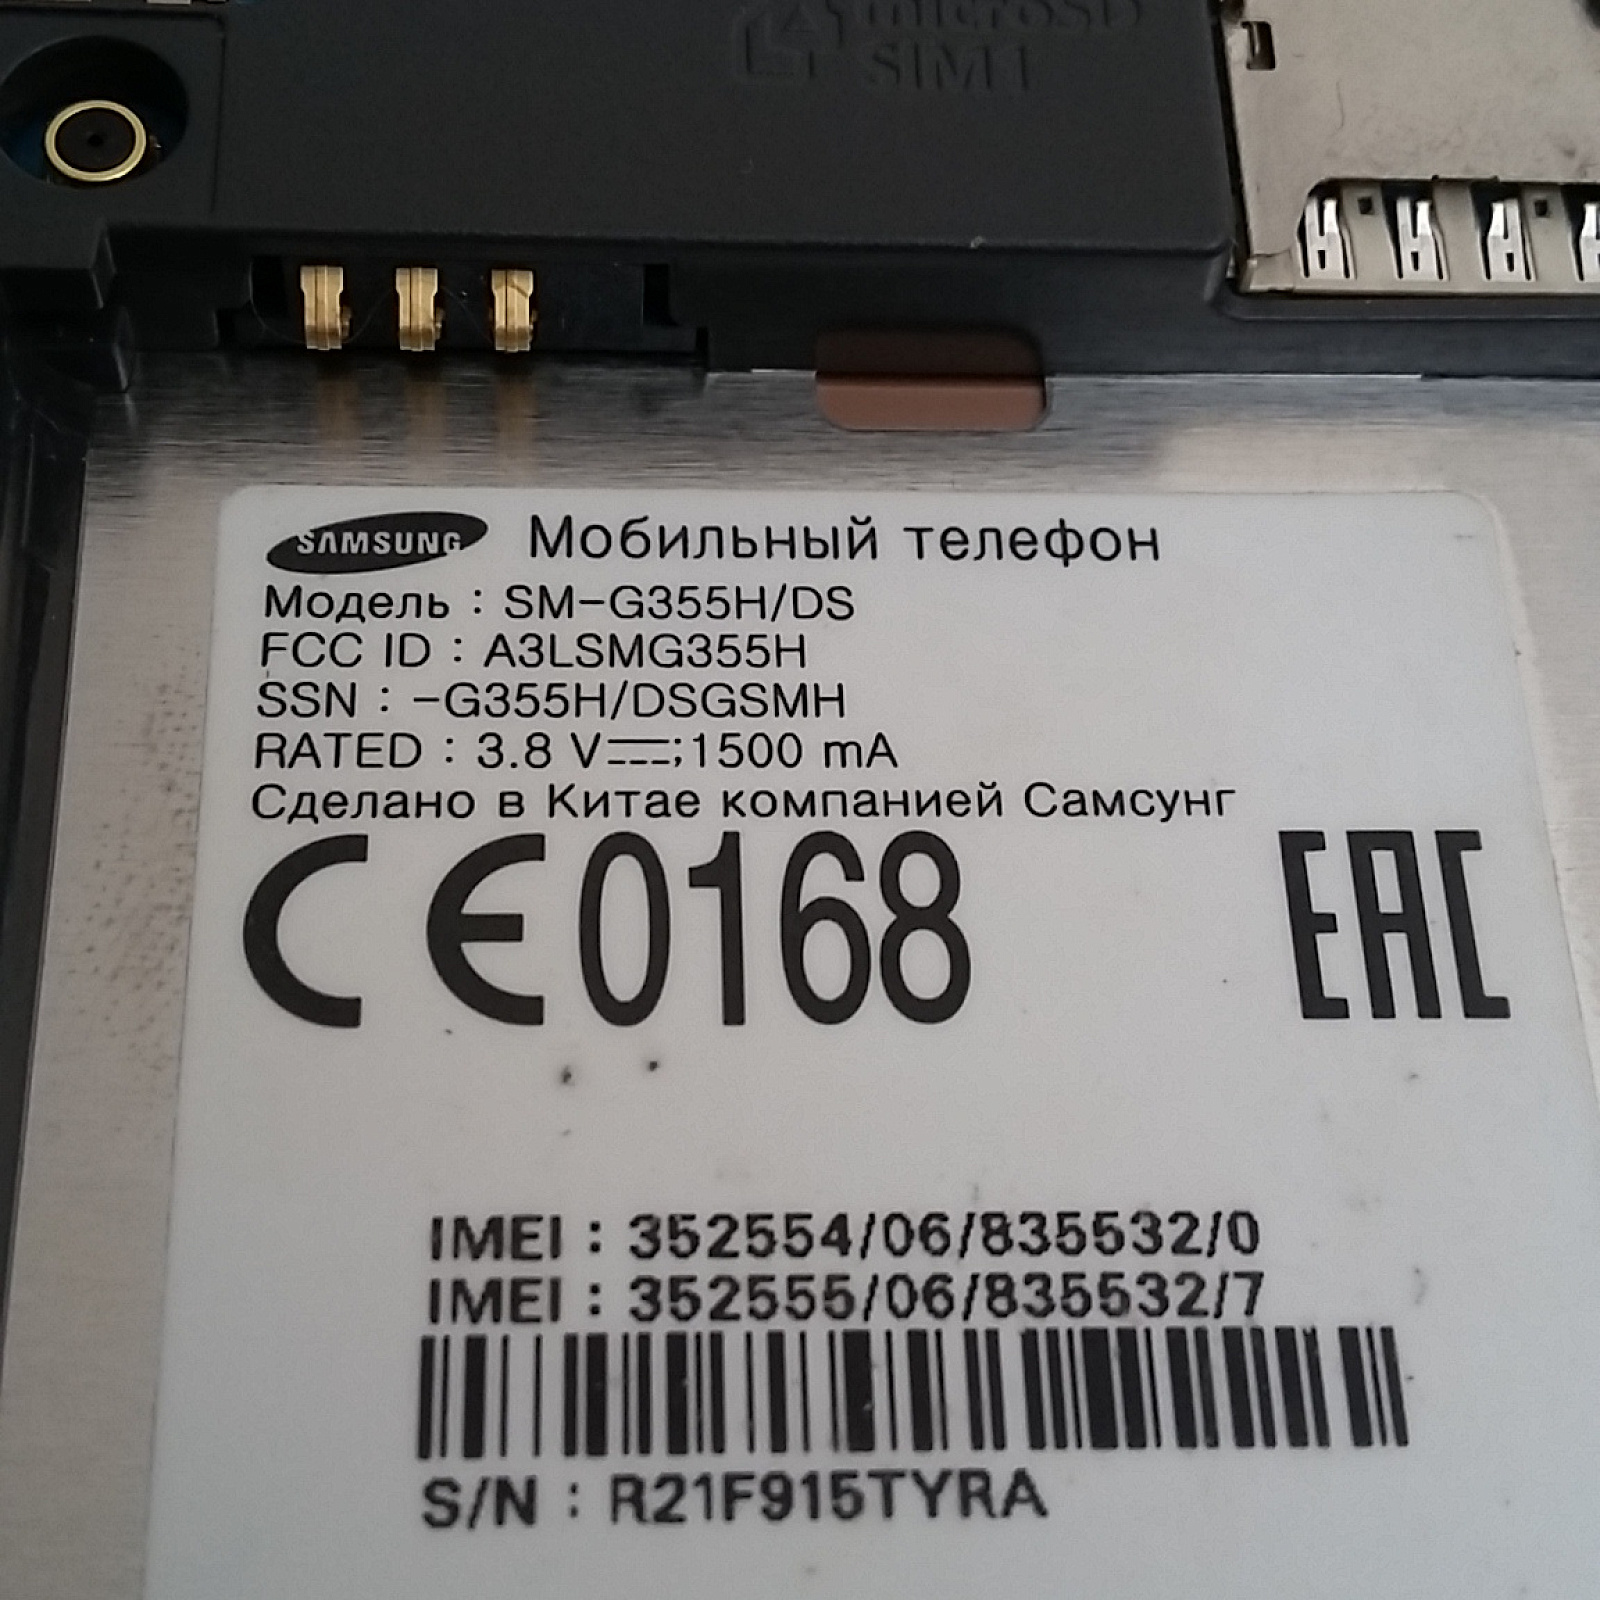 microSD
SIM1
SAMSUNG Мобильный телефон
Модель : SM-G355H/DS
FCC ID : A3LSMG355H
SSN : -G355H/DSGSMH
RATED : 3.8 V⎓;1500 mA
Сделано в Китае компанией Самсунг
CE0168 EAC
IMEI : 352554/06/835532/0
IMEI : 352555/06/835532/7
S/N : R21F915TYRA